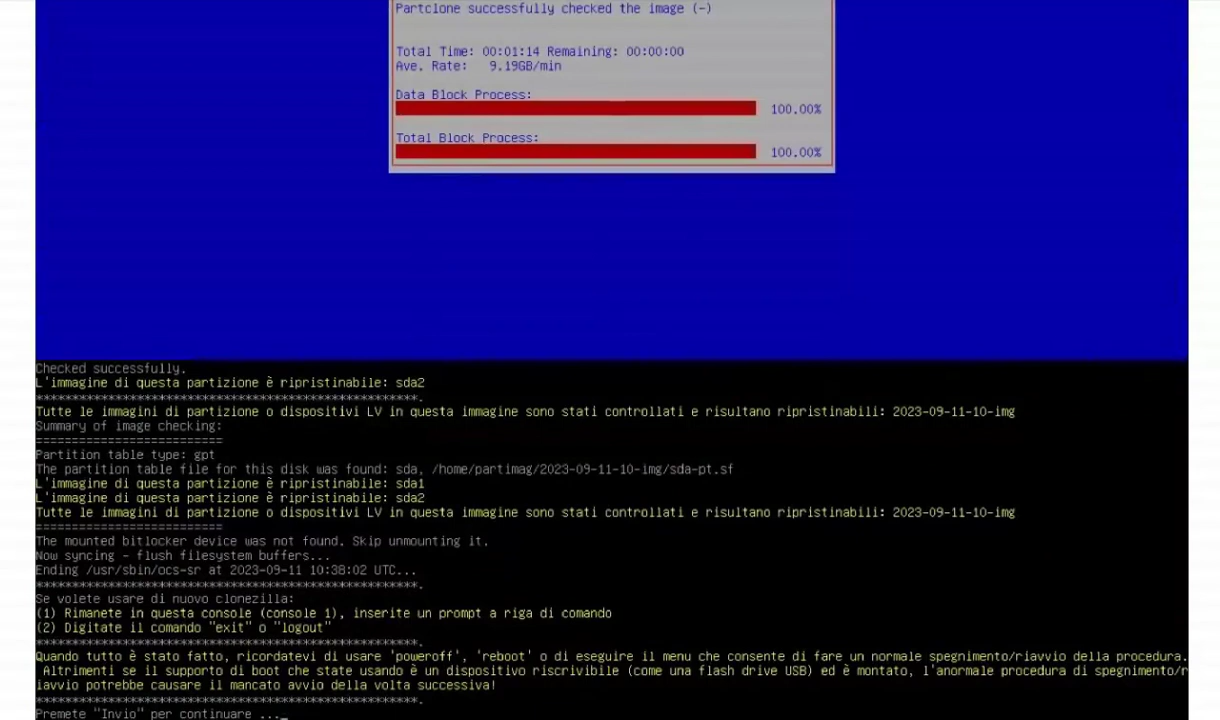 Partclone successfully checked the image (-)
Total Time: 00:01:14 Remaining: 00:00:00
Ave. Rate: 9.19GB/min
Data Block Process:
100.00%
Total Block Process:
100.00%
Checked successfully.
L'immagine di questa partizione è ripristinabile: sda2
*****************************************************.
Tutte le immagini di partizione o dispositivi LV in questa immagine sono stati controllati e risultano ripristinabili: 2023-09-11-10-img
Summary of image checking:
==========================
Partition table type: gpt
The partition table file for this disk was found: sda, /home/partimag/2023-09-11-10-img/sda-pt.sf
L'immagine di questa partizione è ripristinabile: sda1
L'immagine di questa partizione è ripristinabile: sda2
Tutte le immagini di partizione o dispositivi LV in questa immagine sono stati controllati e risultano ripristinabili: 2023-09-11-10-img
==========================
The mounted bitlocker device was not found. Skip unmounting it.
Now syncing - flush filesystem buffers...
Ending /usr/sbin/ocs-sr at 2023-09-11 10:38:02 UTC...
*****************************************************.
Se volete usare di nuovo clonezilla:
(1) Rimanete in questa console (console 1), inserite un prompt a riga di comando
(2) Digitate il comando "exit" o "logout"
*****************************************************.
Quando tutto è stato fatto, ricordatevi di usare 'poweroff', 'reboot' o di eseguire il menu che consente di fare un normale spegnimento/riavvio della procedura.
Altrimenti se il supporto di boot che state usando è un dispositivo riscrivibile (come una flash drive USB) ed è montato, l'anormale procedura di spegnimento/r
iavvio potrebbe causare il mancato avvio della volta successiva!
*****************************************************.
Premete "Invio" per continuare ..._